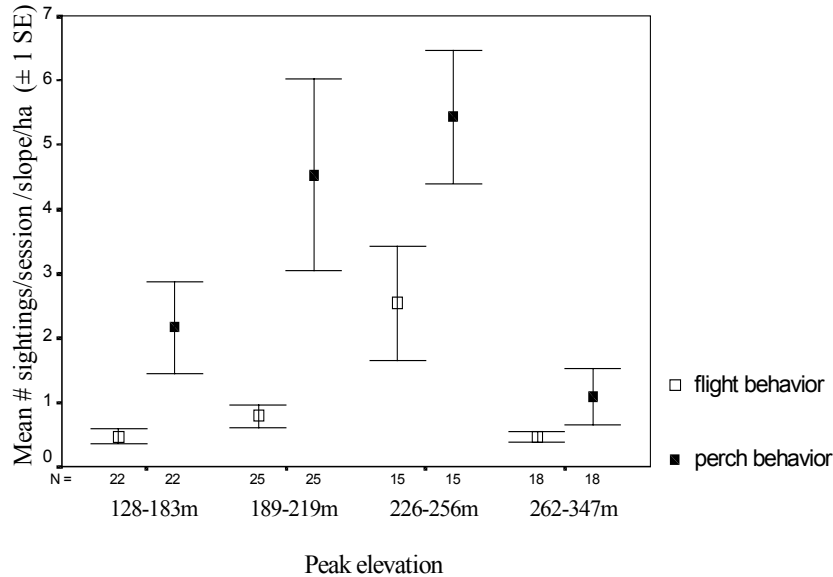 Mean # sightings/session /slope/ha (± 1 SE)
7
6
5
4
3
2
1
0
N = 22 22 25 25 15 15 18 18
128-183m 189-219m 226-256m 262-347m
Peak elevation
flight behavior
perch behavior